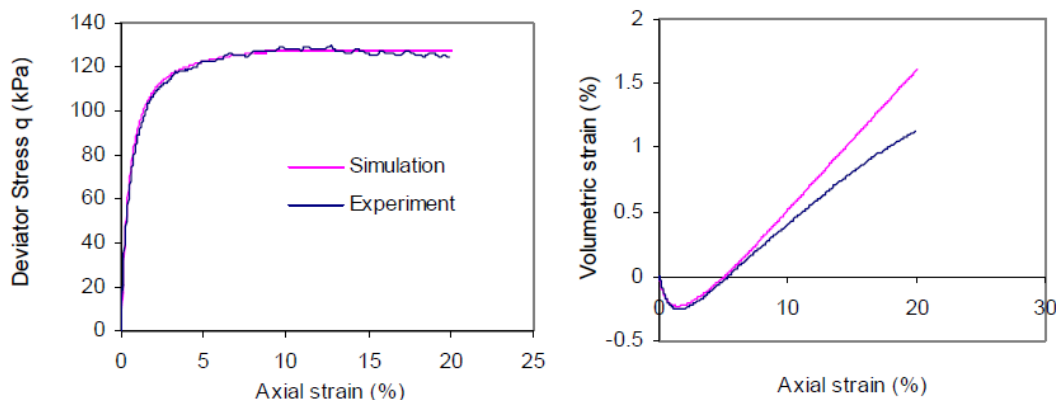 Deviator Stress q (kPa)
140
120
100
80
60
40
20
0
0 5 10 15 20 25
Axial strain (%)
Simulation
Experiment
Volumetric strain (%)
2
1.5
1
0.5
0
-0.5
0 10 20 30
Axial strain (%)